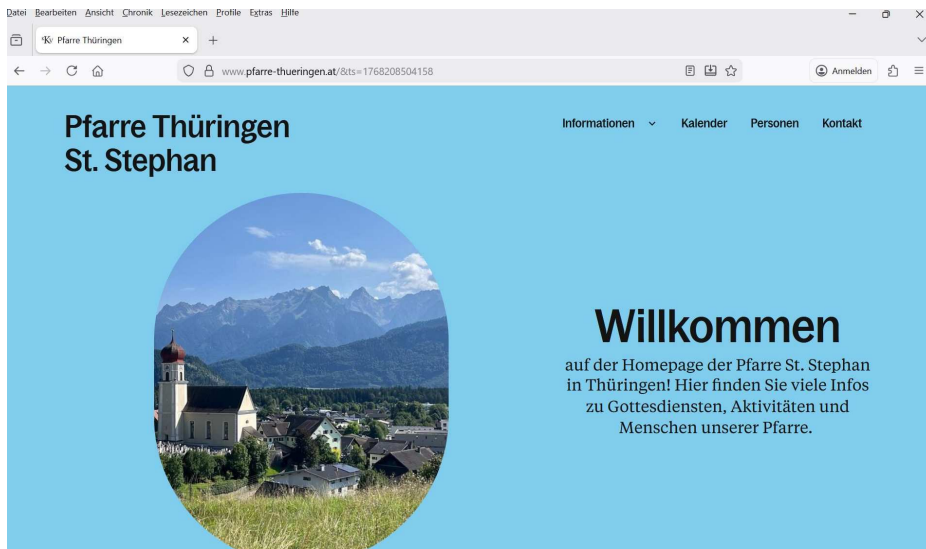 Datei Bearbeiten Ansicht Chronik Lesezeichen Profile Extras Hilfe
Pfarre Thüringen
www.pfarre-thueringen.at/&ts=1768208504158
Anmelden
Pfarre Thüringen
St. Stephan
Informationen Kalender Personen Kontakt
Willkommen
auf der Homepage der Pfarre St. Stephan
in Thüringen! Hier finden Sie viele Infos
zu Gottesdiensten, Aktivitäten und
Menschen unserer Pfarre.